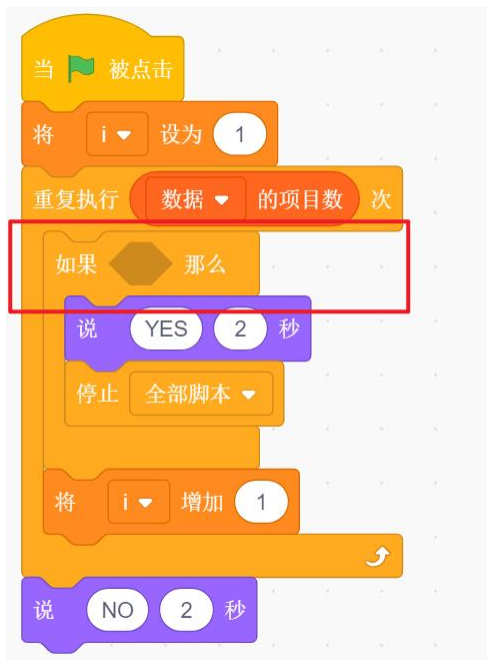 当 被点击
将 i 设为 1
重复执行 数据 的项目数 次
如果 那么
说 YES 2 秒
停止 全部脚本
将 i 增加 1
说 NO 2 秒